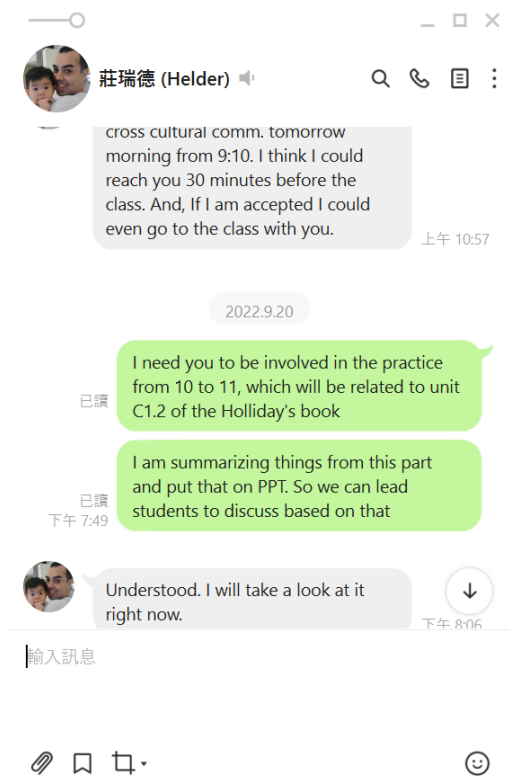 莊瑞德 (Helder)
cross cultural comm. tomorrow
morning from 9:10. I think I could
reach you 30 minutes before the
class. And, If I am accepted I could
even go to the class with you.
上午 10:57
2022.9.20
I need you to be involved in the practice
from 10 to 11, which will be related to unit
C1.2 of the Holliday's book
已讀
I am summarizing things from this part
and put that on PPT. So we can lead
students to discuss based on that
已讀
下午 7:49
Understood. I will take a look at it
right now.
下午 8:06
輸入訊息